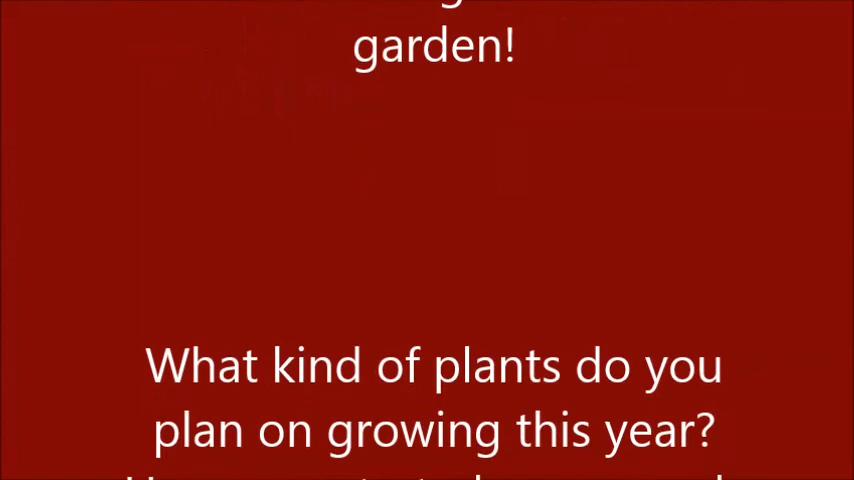 garden!
What kind of plants do you
plan on growing this year?